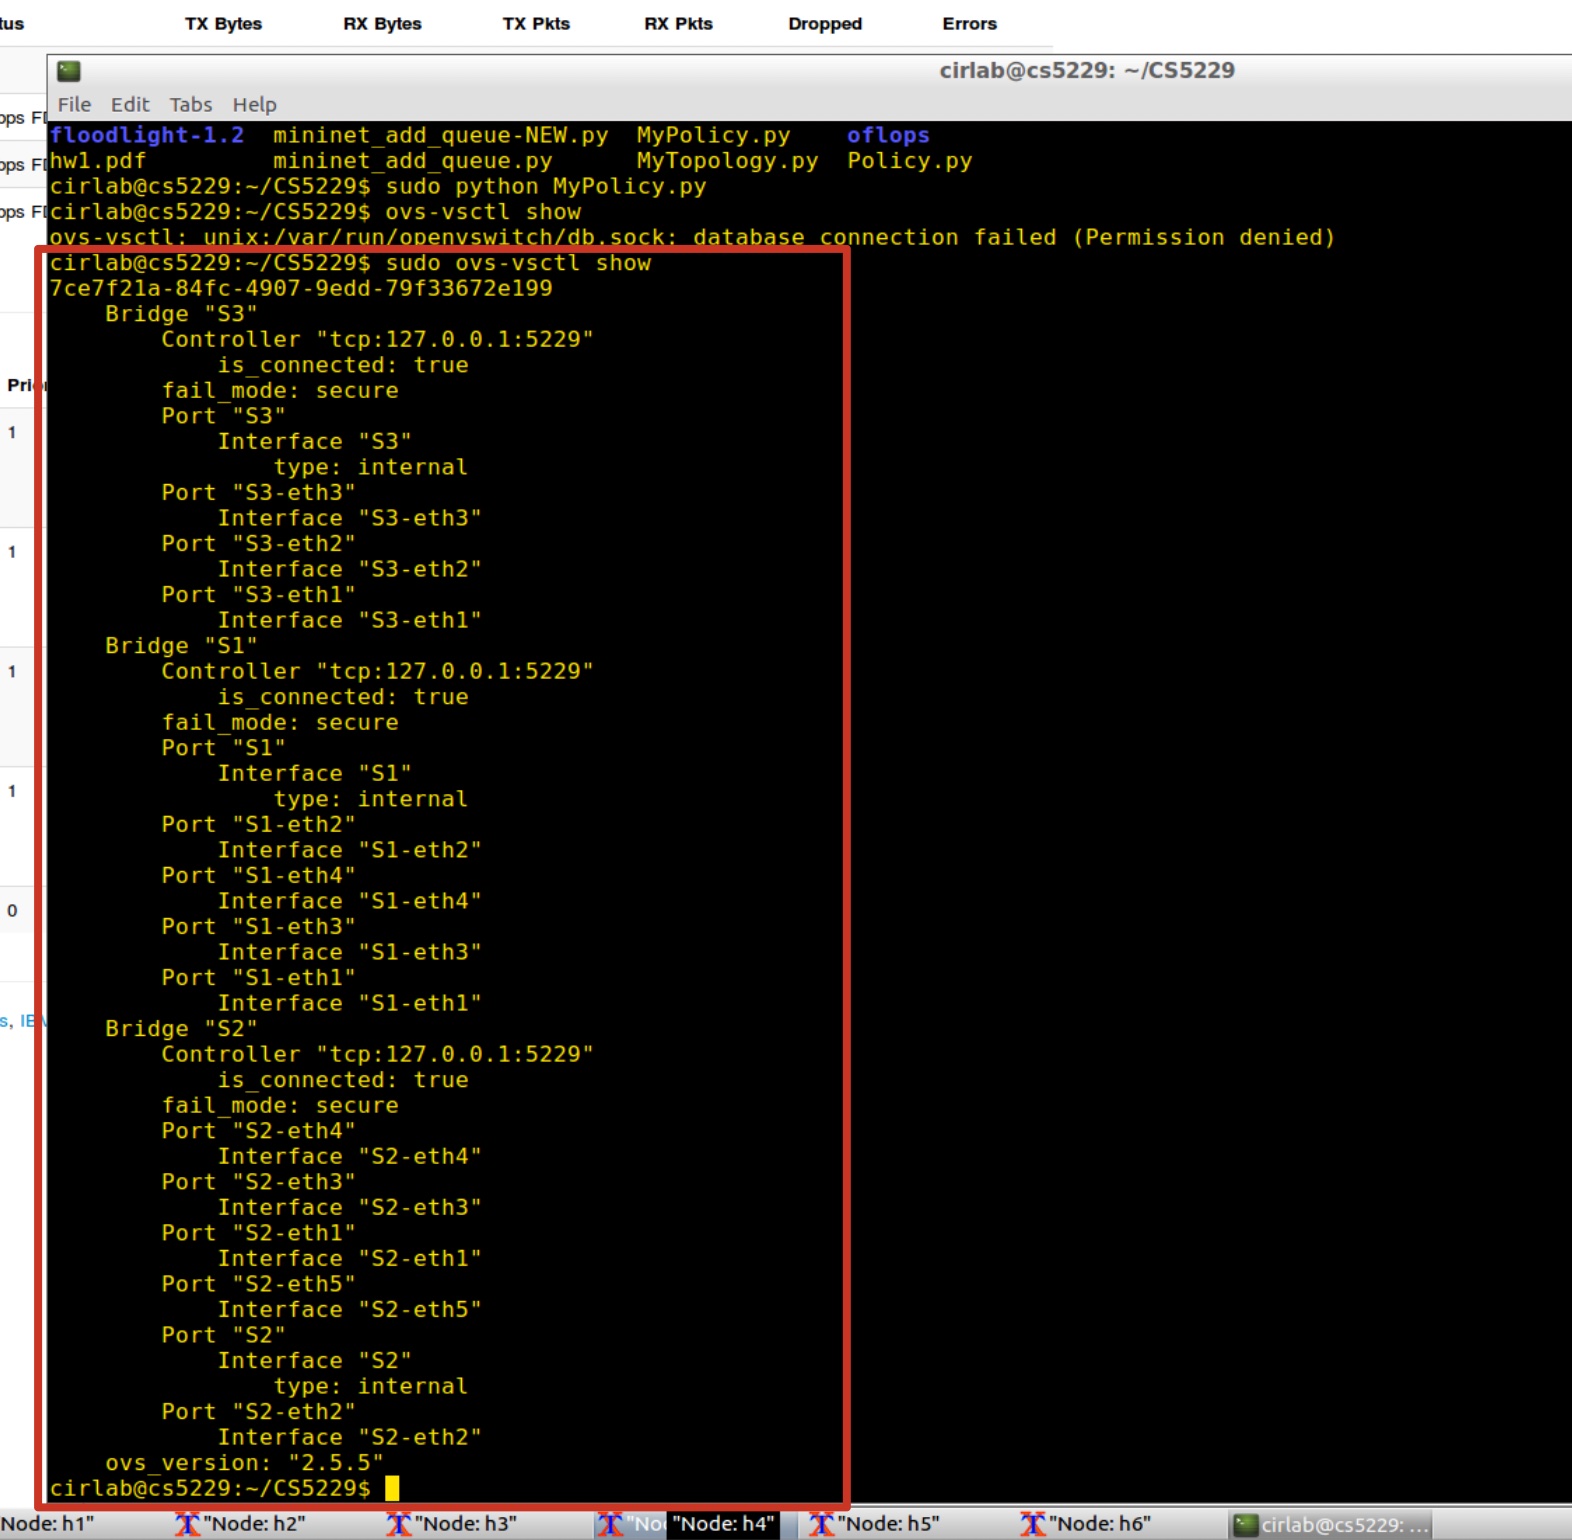 tus TX Bytes RX Bytes TX Pkts RX Pkts Dropped Errors
cirlab@cs5229: ~/CS5229
File Edit Tabs Help
floodlight-1.2 mininet_add_queue-NEW.py MyPolicy.py oflops
hw1.pdf mininet_add_queue.py MyTopology.py Policy.py
cirlab@cs5229:~/CS5229$ sudo python MyPolicy.py
cirlab@cs5229:~/CS5229$ ovs-vsctl show
ovs-vsctl: unix:/var/run/openvswitch/db.sock: database connection failed (Permission denied)
cirlab@cs5229:~/CS5229$ sudo ovs-vsctl show
7ce7f21a-84fc-4907-9edd-79f33672e199
Bridge "S3"
Controller "tcp:127.0.0.1:5229"
is_connected: true
fail_mode: secure
Port "S3"
Interface "S3"
type: internal
Port "S3-eth3"
Interface "S3-eth3"
Port "S3-eth2"
Interface "S3-eth2"
Port "S3-eth1"
Interface "S3-eth1"
Bridge "S1"
Controller "tcp:127.0.0.1:5229"
is_connected: true
fail_mode: secure
Port "S1"
Interface "S1"
type: internal
Port "S1-eth2"
Interface "S1-eth2"
Port "S1-eth4"
Interface "S1-eth4"
Port "S1-eth3"
Interface "S1-eth3"
Port "S1-eth1"
Interface "S1-eth1"
Bridge "S2"
Controller "tcp:127.0.0.1:5229"
is_connected: true
fail_mode: secure
Port "S2-eth4"
Interface "S2-eth4"
Port "S2-eth3"
Interface "S2-eth3"
Port "S2-eth1"
Interface "S2-eth1"
Port "S2-eth5"
Interface "S2-eth5"
Port "S2"
Interface "S2"
type: internal
Port "S2-eth2"
Interface "S2-eth2"
ovs_version: "2.5.5"
cirlab@cs5229:~/CS5229$
1
1
1
1
0
Node: h1" "Node: h2" "Node: h3" "No "Node: h4" "Node: h5" "Node: h6" cirlab@cs5229: ...